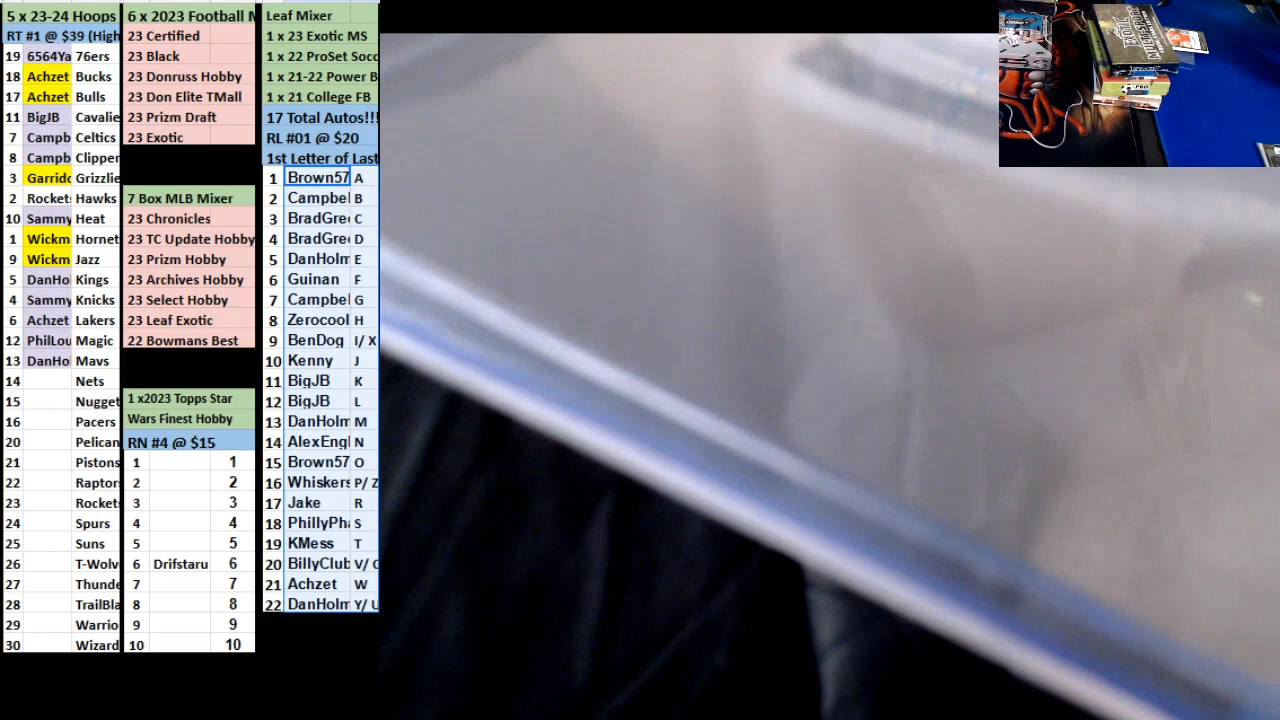 5 x 23-24 Hoops
RT #1 @ $39 (High
19 6564Ya 76ers
18 Achzet Bucks
17 Achzet Bulls
11 BigJB Cavalie
7 Campb Celtics
8 Campb Clipper
3 Garrido Grizzlie
2 Rocket Hawks
10 Sammy Heat
1 Wickm Hornet
9 Wickm Jazz
5 DanHo Kings
4 Sammy Knicks
6 Achzet Lakers
12 PhilLou Magic
13 DanHo Mavs
14 Nets
15 Nugget
16 Pacers
20 Pelican
21 Pistons
22 Raptor
23 Rocket
24 Spurs
25 Suns
26 T-Wolv
27 Thunde
28 TrailBla
29 Warrio
30 Wizard
6 x 2023 Football
23 Certified
23 Black
23 Donruss Hobby
23 Don Elite TMall
23 Prizm Draft
23 Exotic
7 Box MLB Mixer
23 Chronicles
23 TC Update Hobby
23 Prizm Hobby
23 Archives Hobby
23 Select Hobby
23 Leaf Exotic
22 Bowmans Best
1 x2023 Topps Star
Wars Finest Hobby
RN #4 @ $15
1 1
2 2
3 3
4 4
5 5
6 Drifstaru 6
7 7
8 8
9 9
10 10
Leaf Mixer
1 x 23 Exotic MS
1 x 22 ProSet Socc
1 x 21-22 Power B
1 x 21 College FB
17 Total Autos!!!
RL #01 @ $20
1st Letter of Last
1 Brown57 A
2 Campbel B
3 BradGree C
4 BradGree D
5 DanHolm E
6 Guinan F
7 Campbel G
8 Zerocool H
9 BenDog I/ X
10 Kenny J
11 BigJB K
12 BigJB L
13 DanHolm M
14 AlexEngl N
15 Brown57 O
16 Whiskers P/ Z
17 Jake R
18 PhillyPha S
19 KMess T
20 BillyClub V/
21 Achzet W
22 DanHolm Y/ U